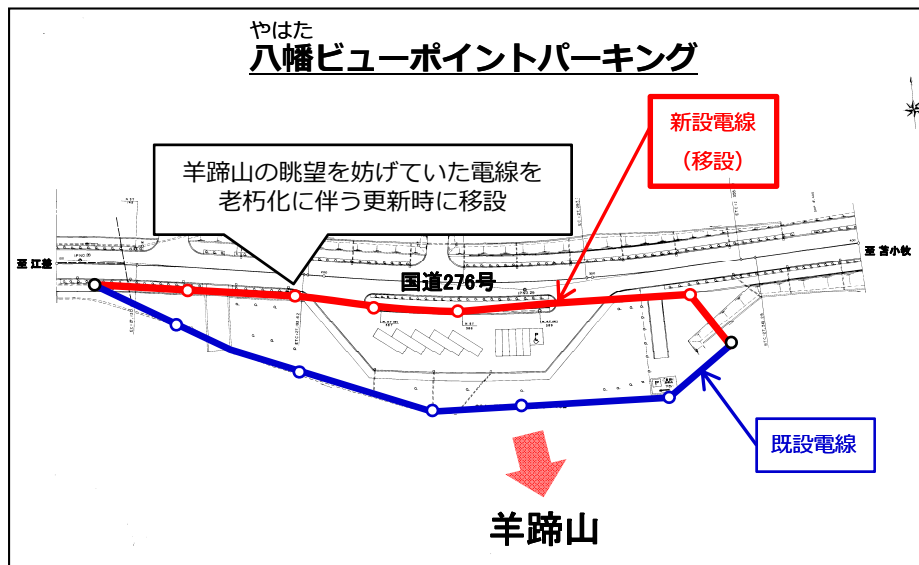 やはた
八幡ビューポイントパーキング
新設電線
(移設)
羊蹄山の眺望を妨げていた電線を
老朽化に伴う更新時に移設
至 江差
国道276号
至 苫小牧
既設電線
羊蹄山